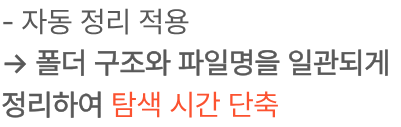 - 자동 정리 적용
→ 폴더 구조와 파일명을 일관되게
정리하여 탐색 시간 단축